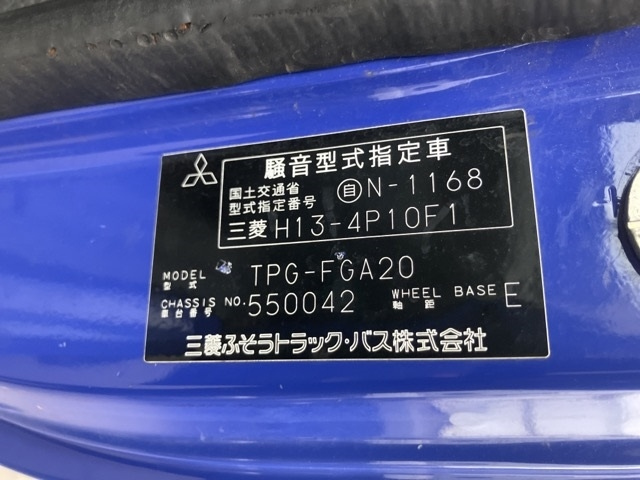 騒音型式指定車
国土交通省
型式指定番号 自N-1168
三菱 H13-4P10F1
MODEL 型式 TPG-FGA20
CHASSIS NO. 車台番号 550042 WHEEL BASE 軸距 E
三菱ふそうトラック・バス株式会社